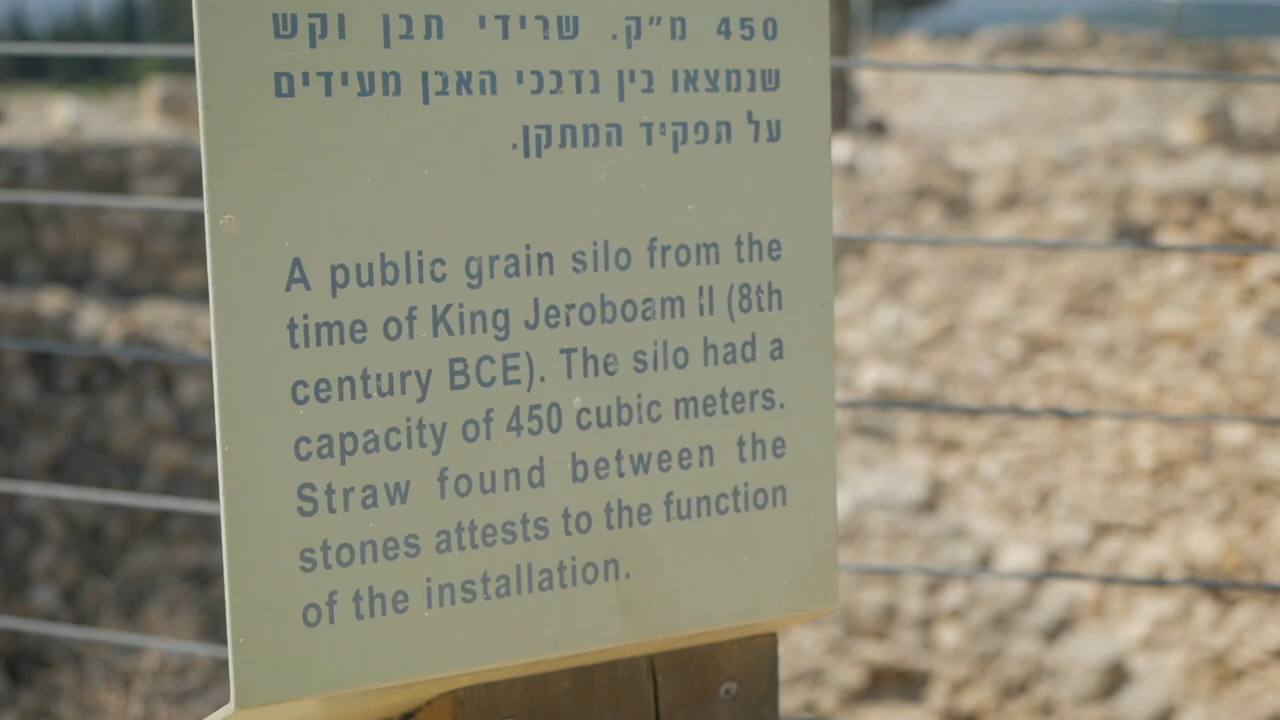 450 מ"ק. שרידי תבן וקש
שנמצאו בין נדבכי האבן מעידים
על תפקיד המתקן.
A public grain silo from the
time of King Jeroboam II (8th
century BCE). The silo had a
capacity of 450 cubic meters.
Straw found between the
stones attests to the function
of the installation.